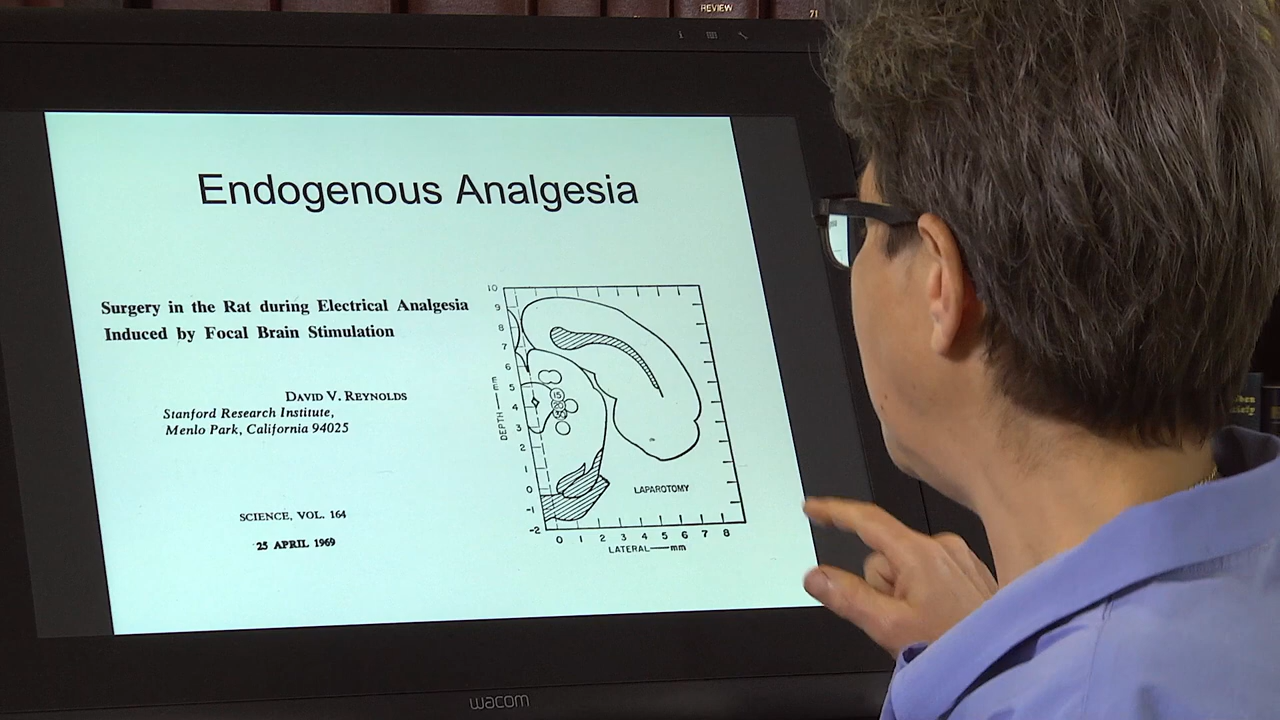 REVIEW
71
Endogenous Analgesia
Surgery in the Rat during Electrical Analgesia
Induced by Focal Brain Stimulation
DAVID V. REYNOLDS
Stanford Research Institute,
Menlo Park, California 94025
SCIENCE, VOL. 164
25 APRIL 1969
10
9
8
7
6
5
4
3
2
1
0
-1
-2
DEPTH — mm
LAPAROTOMY
0 1 2 3 4 5 6 7 8
LATERAL — mm
wacom